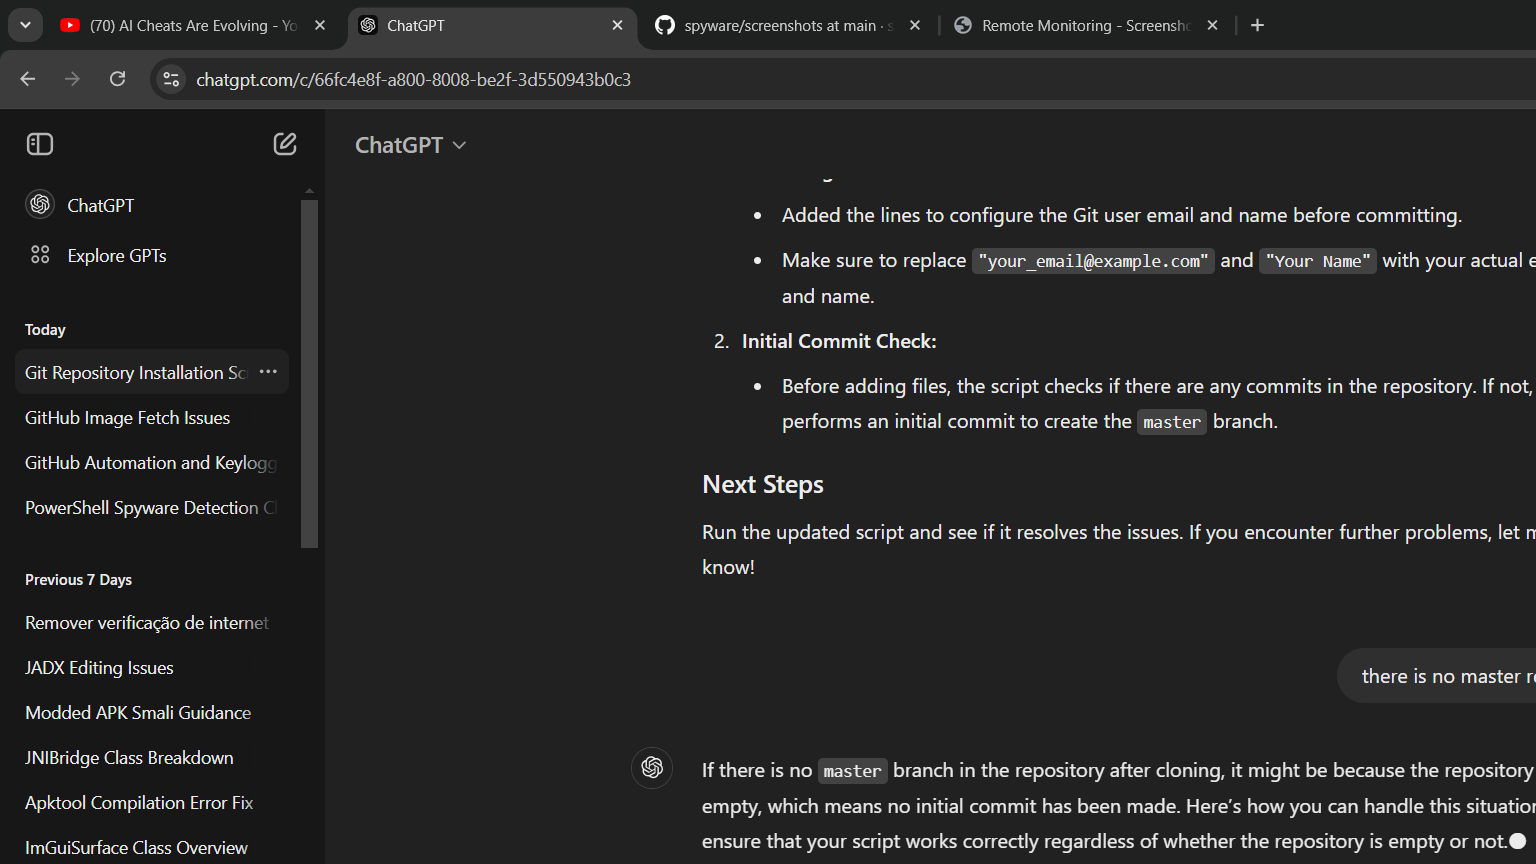 (70) AI Cheats Are Evolving - Yo
ChatGPT
spyware/screenshots at main · s
Remote Monitoring - Screensho
chatgpt.com/c/66fc4e8f-a800-8008-be2f-3d550943b0c3
ChatGPT
Explore GPTs
Today
Git Repository Installation Sc
GitHub Image Fetch Issues
GitHub Automation and Keylogg
PowerShell Spyware Detection C
Previous 7 Days
Remover verificação de internet
JADX Editing Issues
Modded APK Smali Guidance
JNIBridge Class Breakdown
Apktool Compilation Error Fix
ImGuiSurface Class Overview
ChatGPT
Added the lines to configure the Git user email and name before committing.
Make sure to replace "your_email@example.com" and "Your Name" with your actual e
and name.
2. Initial Commit Check:
Before adding files, the script checks if there are any commits in the repository. If not,
performs an initial commit to create the master branch.
Next Steps
Run the updated script and see if it resolves the issues. If you encounter further problems, let m
know!
there is no master re
If there is no master branch in the repository after cloning, it might be because the repository
empty, which means no initial commit has been made. Here's how you can handle this situation
ensure that your script works correctly regardless of whether the repository is empty or not.